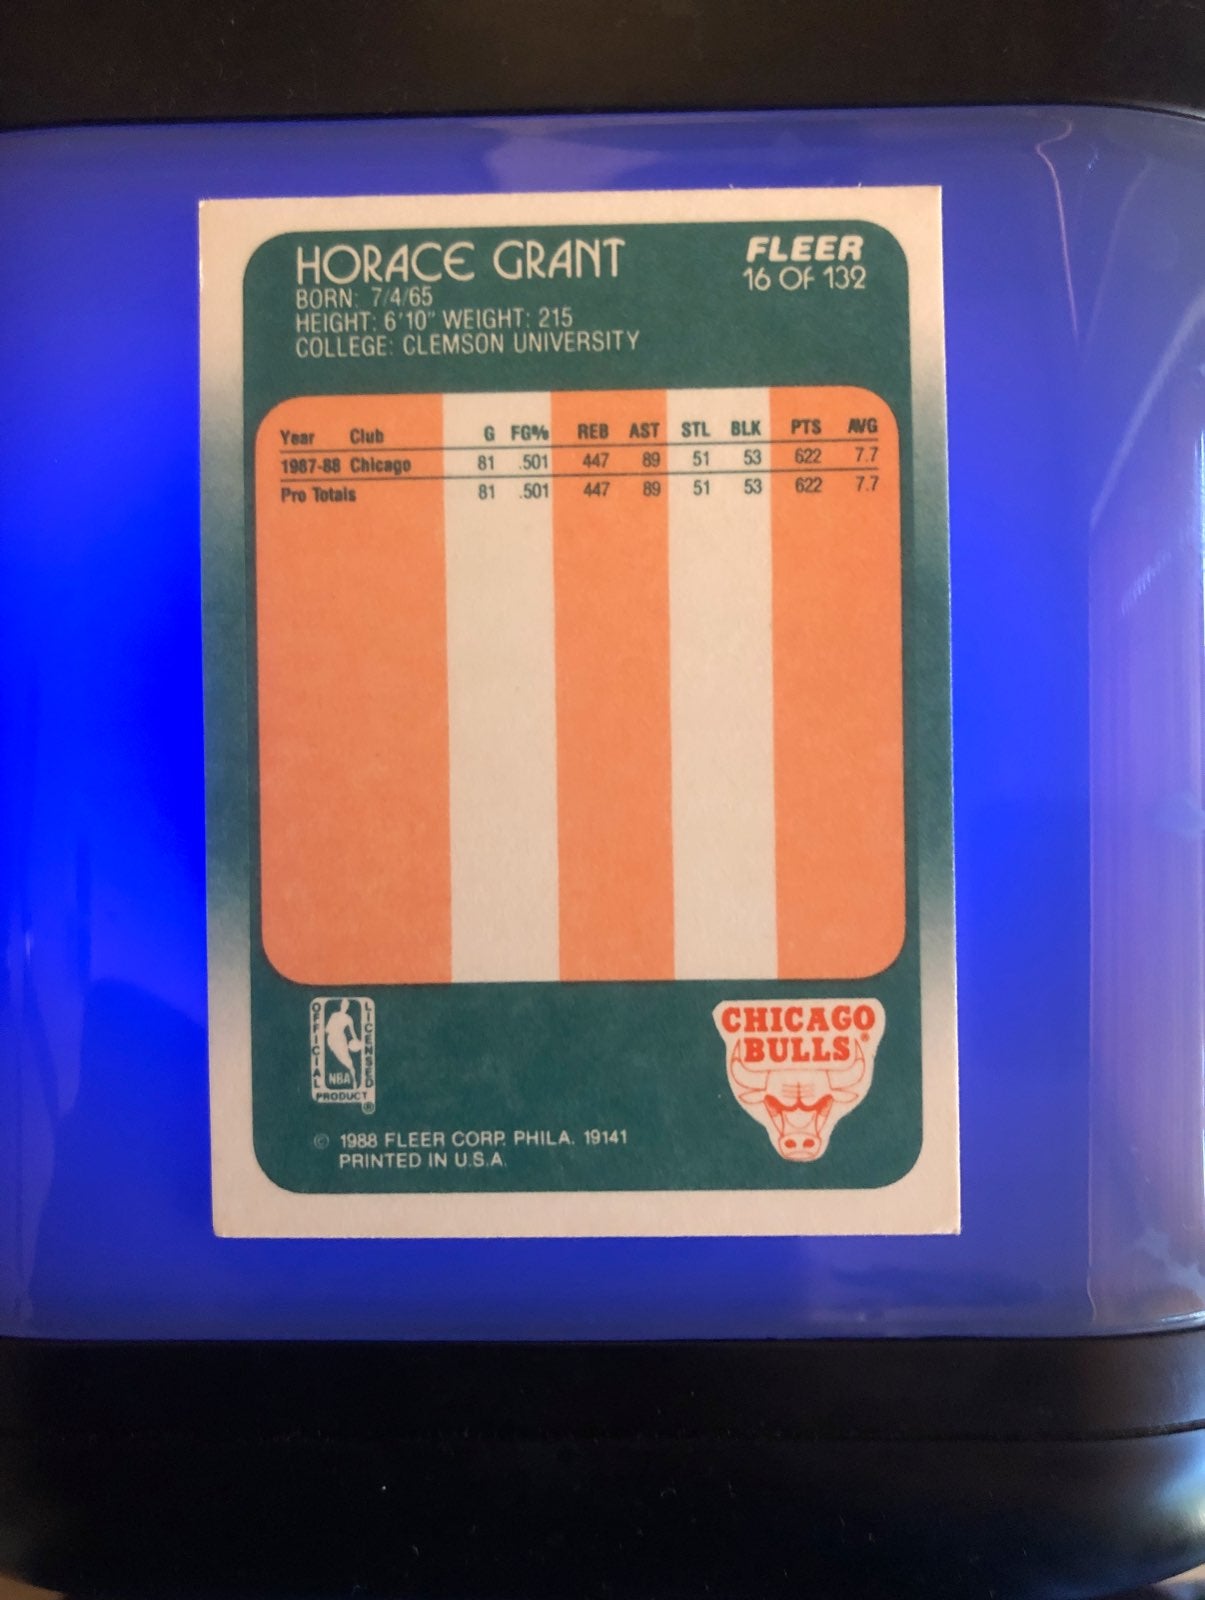 HORACE GRANT
BORN: 7/4/65
HEIGHT: 6'10" WEIGHT: 215
COLLEGE: CLEMSON UNIVERSITY
FLEER
16 OF 132
Year Club G FG% REB AST STL BLK PTS AVG
1987-88 Chicago 81 .501 447 89 51 53 622 7.7
Pro Totals 81 .501 447 89 51 53 622 7.7
OFFICIAL
LICENSED
NBA
PRODUCT
®
CHICAGO
BULLS®
© 1988 FLEER CORP. PHILA. 19141
PRINTED IN U.S.A.